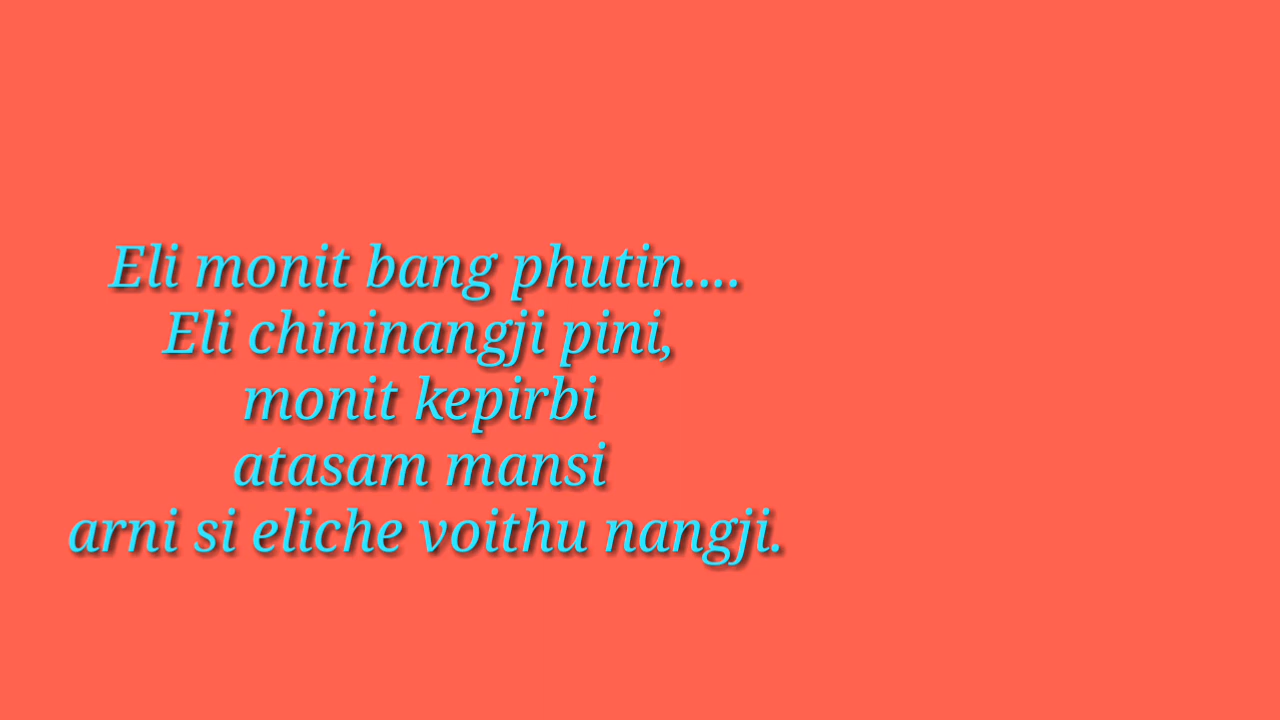 Eli monit bang phutin....
Eli chininangji pini,
monit kepirbi
atasam mansi
arni si eliche voithu nangji.